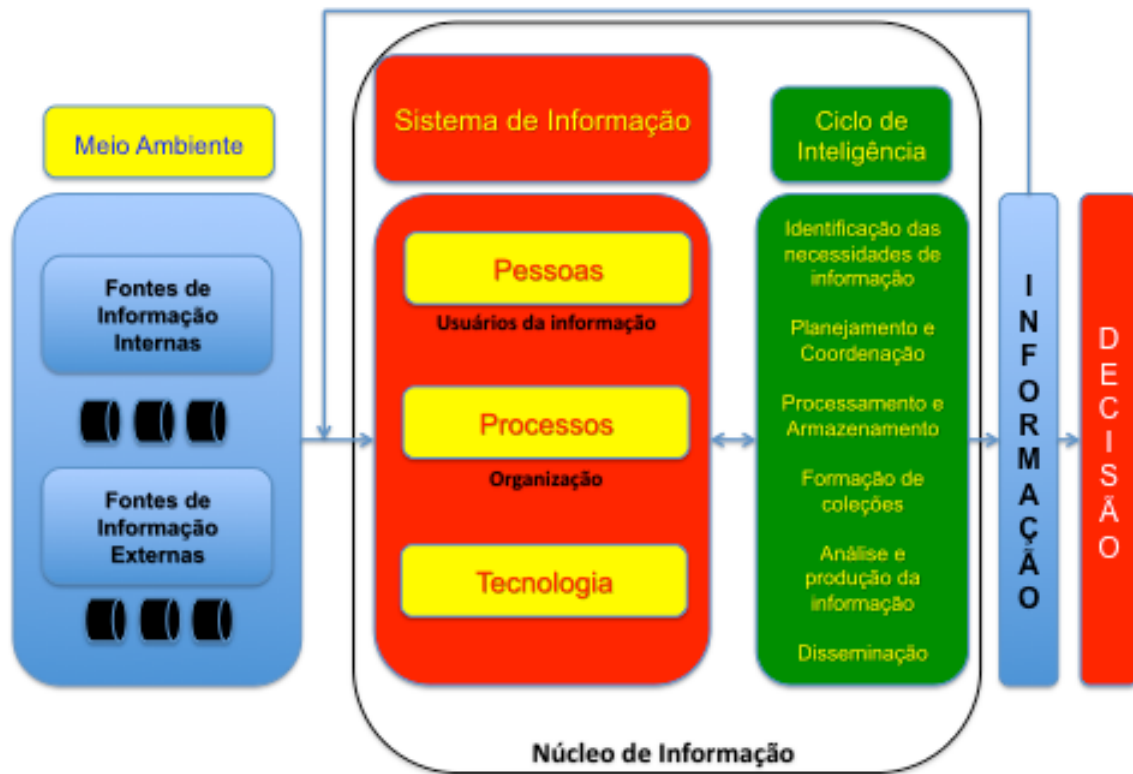 Meio Ambiente
Fontes de
Informação
Internas
Fontes de
Informação
Externas
Sistema de Informação
Pessoas
Usuários da informação
Processos
Organização
Tecnologia
Ciclo de
Inteligência
Identificação das
necessidades de
informação
Planejamento e
Coordenação
Processamento e
Armazenamento
Formação de
coleções
Análise e
produção da
informação
Disseminação
Núcleo de Informação
INFORMAÇÃO
DECISÃO